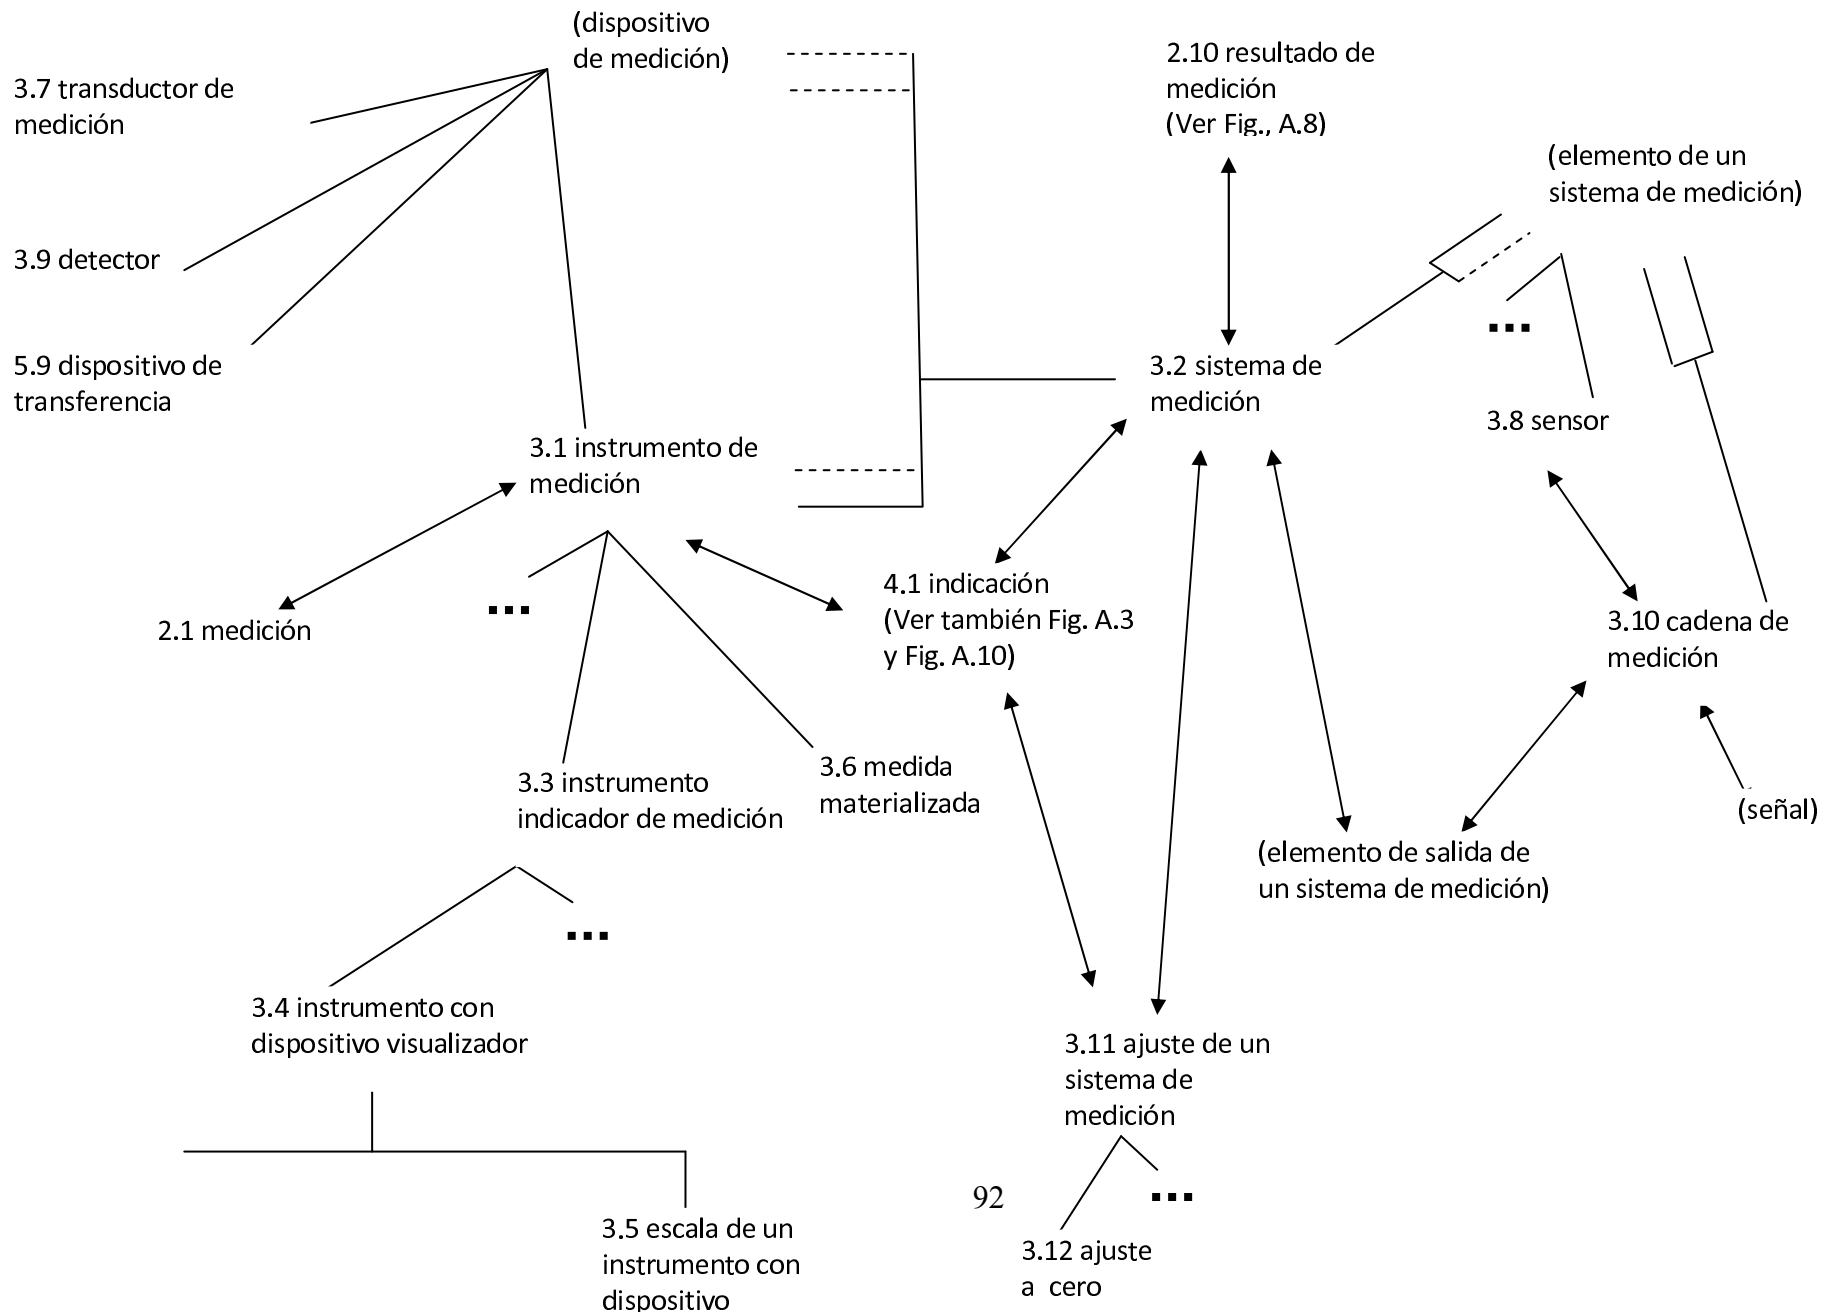 (dispositivo
de medición)
2.10 resultado de
medición
(Ver Fig., A.8)
3.7 transductor de
medición
(elemento de un
sistema de medición)
3.9 detector
5.9 dispositivo de
transferencia
3.2 sistema de
medición
3.8 sensor
3.1 instrumento de
medición
4.1 indicación
(Ver también Fig. A.3
y Fig. A.10)
2.1 medición
...
3.10 cadena de
medición
3.3 instrumento
indicador de medición
3.6 medida
materializada
(señal)
(elemento de salida de
un sistema de medición)
...
3.4 instrumento con
dispositivo visualizador
3.11 ajuste de un
sistema de
medición
92
...
3.5 escala de un
instrumento con
dispositivo
3.12 ajuste
a cero
...